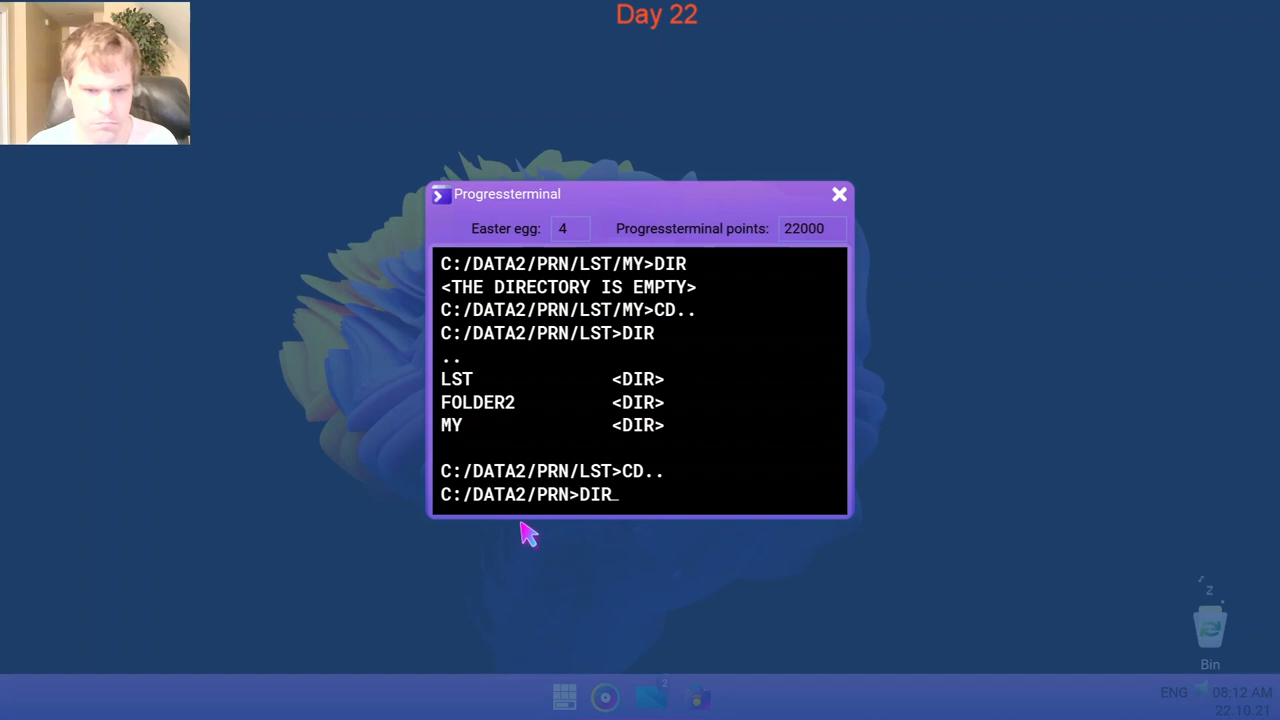 Day 22
Progressterminal
Easter egg: 4 Progressterminal points: 22000
C:/DATA2/PRN/LST/MY>DIR
<THE DIRECTORY IS EMPTY>
C:/DATA2/PRN/LST/MY>CD..
C:/DATA2/PRN/LST>DIR
..
LST <DIR>
FOLDER2 <DIR>
MY <DIR>
C:/DATA2/PRN/LST>CD..
C:/DATA2/PRN>DIR_
z
Bin
2
ENG 08:12 AM
22.10.21